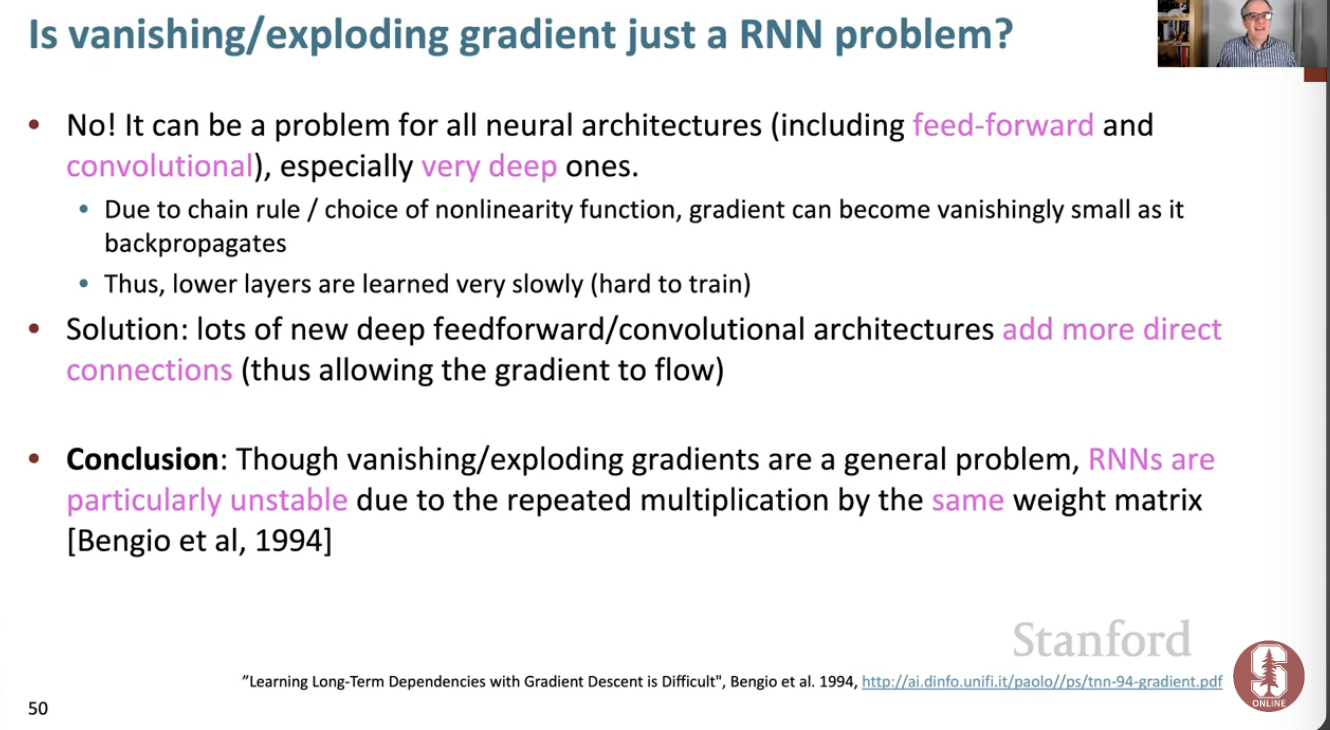 Is vanishing/exploding gradient just a RNN problem?
• No! It can be a problem for all neural architectures (including feed-forward and
convolutional), especially very deep ones.
• Due to chain rule / choice of nonlinearity function, gradient can become vanishingly small as it
backpropagates
• Thus, lower layers are learned very slowly (hard to train)
• Solution: lots of new deep feedforward/convolutional architectures add more direct
connections (thus allowing the gradient to flow)
• Conclusion: Though vanishing/exploding gradients are a general problem, RNNs are
particularly unstable due to the repeated multiplication by the same weight matrix
[Bengio et al, 1994]
Stanford
”Learning Long-Term Dependencies with Gradient Descent is Difficult", Bengio et al. 1994, http://ai.dinfo.unifi.it/paolo//ps/tnn-94-gradient.pdf
S
ONLINE
50